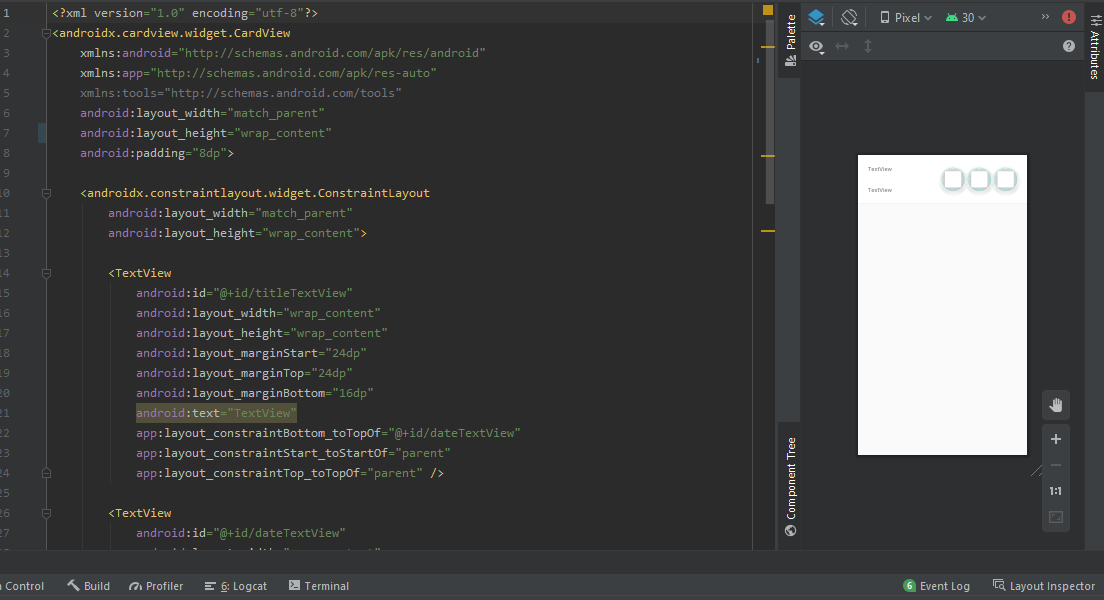 1 <?xml version="1.0" encoding="utf-8"?>
2 <androidx.cardview.widget.CardView
3 xmlns:android="http://schemas.android.com/apk/res/android"
4 xmlns:app="http://schemas.android.com/apk/res-auto"
5 xmlns:tools="http://schemas.android.com/tools"
6 android:layout_width="match_parent"
7 android:layout_height="wrap_content"
8 android:padding="8dp">
9
10 <androidx.constraintlayout.widget.ConstraintLayout
11 android:layout_width="match_parent"
12 android:layout_height="wrap_content">
13
14 <TextView
15 android:id="@+id/titleTextView"
16 android:layout_width="wrap_content"
17 android:layout_height="wrap_content"
18 android:layout_marginStart="24dp"
19 android:layout_marginTop="24dp"
20 android:layout_marginBottom="16dp"
21 android:text="TextView"
22 app:layout_constraintBottom_toTopOf="@+id/dateTextView"
23 app:layout_constraintStart_toStartOf="parent"
24 app:layout_constraintTop_toTopOf="parent" />
25
26 <TextView
27 android:id="@+id/dateTextView"
Palette
Pixel
30
Attributes
TextView
TextView
Component Tree
1:1
Control
Build
Profiler
6: Logcat
Terminal
6 Event Log
Layout Inspector